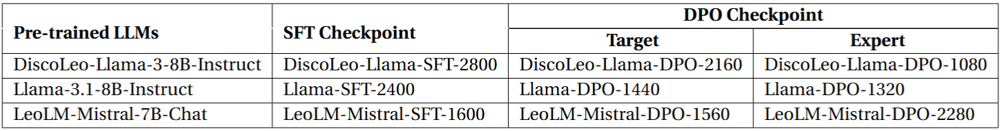 Pre-trained LLMs SFT Checkpoint DPO Checkpoint
Target Expert
DiscoLeo-Llama-3-8B-Instruct DiscoLeo-Llama-SFT-2800 DiscoLeo-Llama-DPO-2160 DiscoLeo-Llama-DPO-1080
Llama-3.1-8B-Instruct Llama-SFT-2400 Llama-DPO-1440 Llama-DPO-1320
LeoLM-Mistral-7B-Chat LeoLM-Mistral-SFT-1600 LeoLM-Mistral-DPO-1560 LeoLM-Mistral-DPO-2280